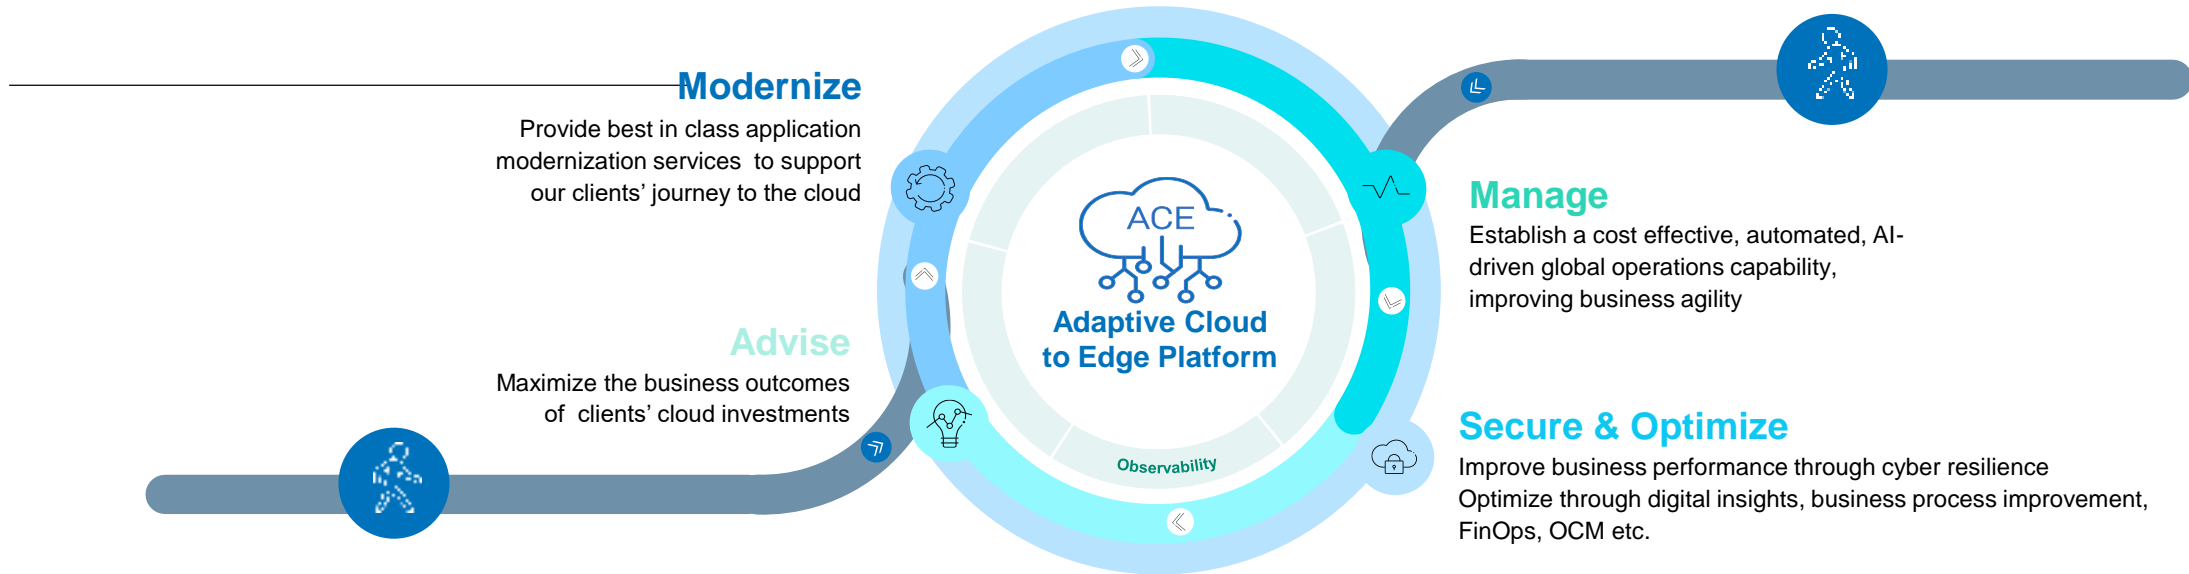 Modernize
Provide best in class application
modernization services to support
our clients’ journey to the cloud
Advise
Maximize the business outcomes
of clients’ cloud investments
ACE
Adaptive Cloud
to Edge Platform
Observability
Manage
Establish a cost effective, automated, AI-
driven global operations capability,
improving business agility
Secure & Optimize
Improve business performance through cyber resilience
Optimize through digital insights, business process improvement,
FinOps, OCM etc.